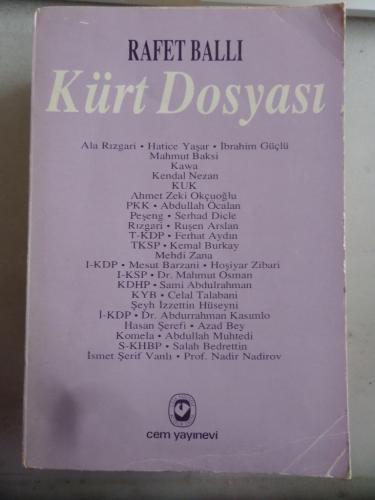 RAFET BALLI
Kürt Dosyası
Ala Rızgari • Hatice Yaşar • İbrahim Güçlü
Mahmut Baksi
Kawa
Kendal Nezan
KUK
Ahmet Zeki Okçuoğlu
PKK • Abdullah Öcalan
Peşeng • Serhad Dicle
Rızgari • Ruşen Arslan
T-KDP • Ferhat Aydın
TKSP • Kemal Burkay
Mehdi Zana
I-KDP • Mesut Barzani • Hoşiyar Zibari
I-KSP • Dr. Mahmut Osman
KDHP • Sami Abdulrahman
KYB • Celal Talabani
Şeyh İzzettin Hüseyni
İ-KDP • Dr. Abdurrahman Kasımlo
Hasan Şerefi • Azad Bey
Komela • Abdullah Muhtedi
S-KHBP • Salah Bedrettin
İsmet Şerif Vanlı • Prof. Nadir Nadirov
cem yayınevi